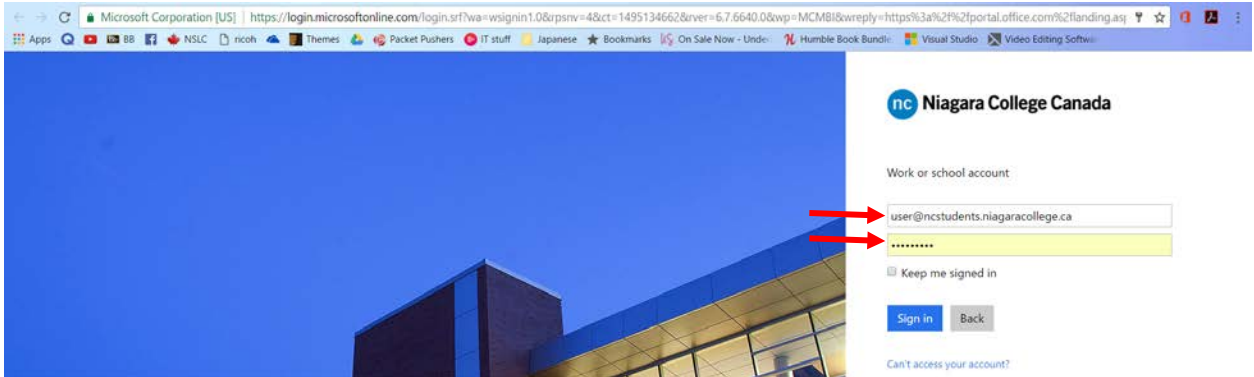 Microsoft Corporation [US] | https://login.microsoftonline.com/login.srf?wa=wsignin1.0&rpsnv=4&ct=1495134662&rver=6.7.6640.0&wp=MCMBI&wreply=https%3a%2f%2fportal.office.com%2flanding.asp
Apps BB NSLC ricoh Themes Packet Pushers IT stuff Japanese Bookmarks On Sale Now - Under Humble Book Bundle Visual Studio Video Editing Softwa
nc Niagara College Canada
Work or school account
user@ncstudents.niagaracollege.ca
•••••••••
Keep me signed in
Sign in Back
Can't access your account?